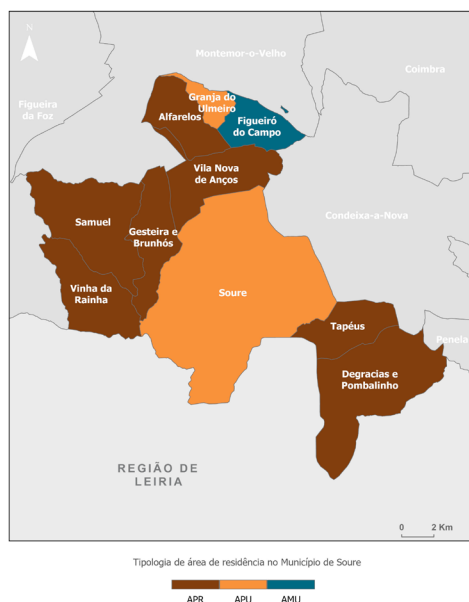 N
Montemor-o-Velho
Coimbra
Figueira
da Foz
Granja do
Ulmeiro
Alfarelos
Figueiró
do Campo
Vila Nova
de Anços
Condeixa-a-Nova
Samuel
Gesteira e
Brunhós
Vinha da
Rainha
Soure
Tapéus
Penela
Degracias e
Pombalinho
REGIÃO DE
LEIRIA
0 2 Km
Tipologia de área de residência no Município de Soure
APR APU AMU